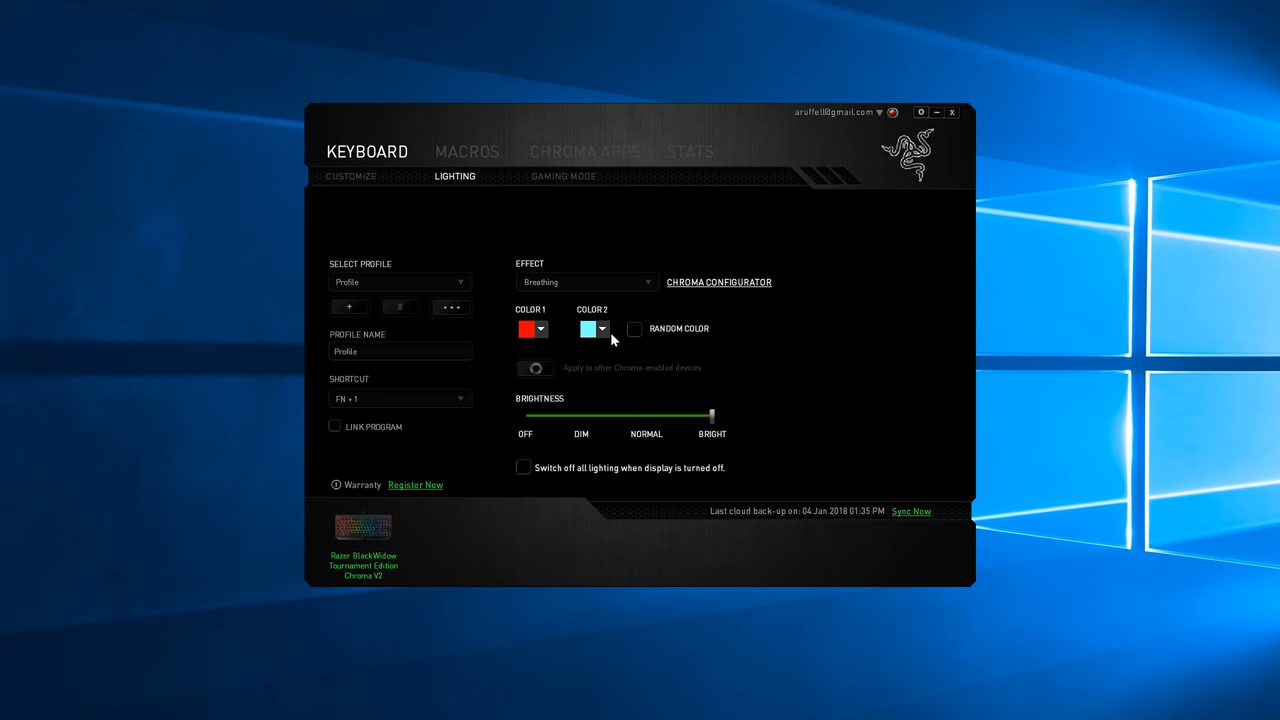 aruffell@gmail.com
KEYBOARD MACROS CHROMA APPS STATS
CUSTOMIZE LIGHTING GAMING MODE
SELECT PROFILE
Profile
+
PROFILE NAME
Profile
SHORTCUT
FN + 1
LINK PROGRAM
Warranty Register Now
EFFECT
Breathing
CHROMA CONFIGURATOR
COLOR 1 COLOR 2
RANDOM COLOR
Apply to other Chroma-enabled devices
BRIGHTNESS
OFF DIM NORMAL BRIGHT
Switch off all lighting when display is turned off.
Last cloud back-up on: 04 Jan 2018 01:35 PM Sync Now
Razer BlackWidow
Tournament Edition
Chroma V2